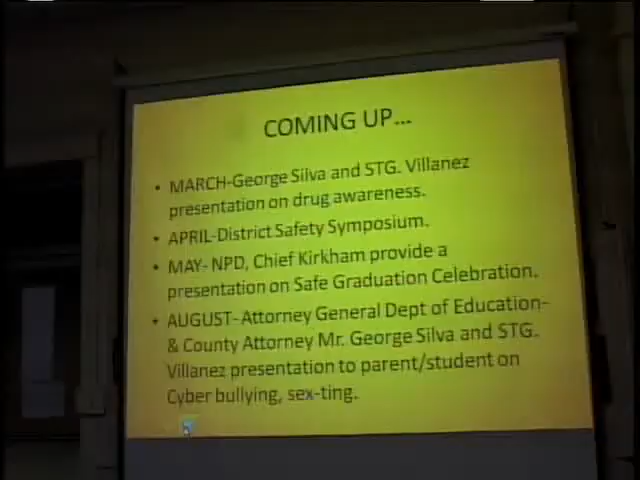 COMING UP...
• MARCH-George Silva and STG. Villanez
presentation on drug awareness.
• APRIL-District Safety Symposium.
• MAY- NPD, Chief Kirkham provide a
presentation on Safe Graduation Celebration.
• AUGUST-Attorney General Dept of Education-
& County Attorney Mr. George Silva and STG.
Villanez presentation to parent/student on
Cyber bullying, sex-ting.